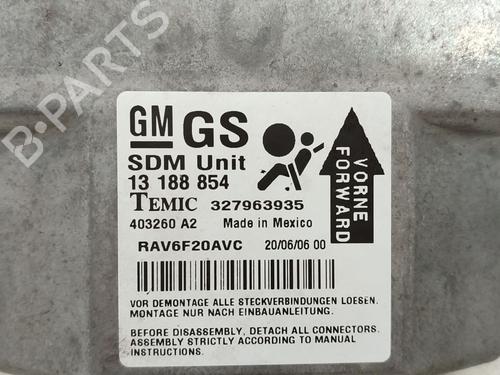 B-PARTS
GM GS
SDM Unit
13 188 854
TEMIC 327963935
403260 A2 Made in Mexico
RAV6F20AVC 20/06/06 00
VORNE
FORWARD
VOR DEMONTAGE ALLE STECKVERBINDUNGEN LOESEN.
MONTAGE NUR NACH EINBAUANLEITUNG.
BEFORE DISASSEMBLY, DETACH ALL CONNECTORS.
ASSEMBLY STRICTLY ACCORDING TO MANUAL
INSTRUCTIONS.